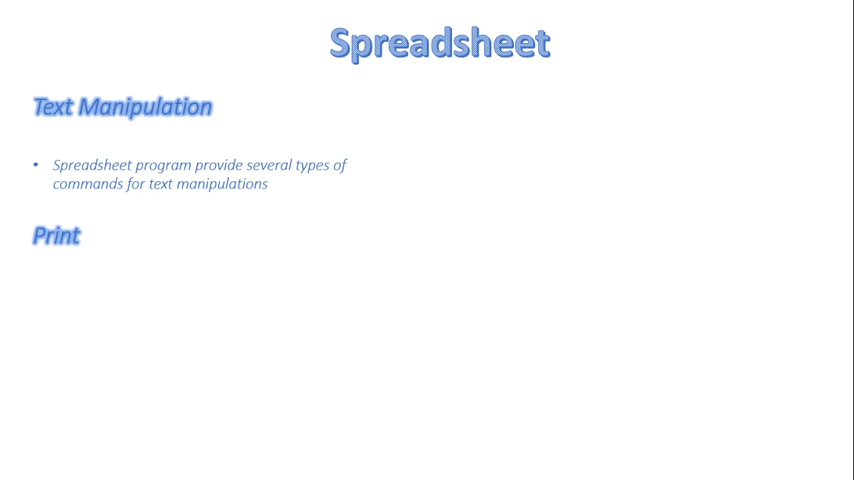 Spreadsheet
Text Manipulation
• Spreadsheet program provide several types of
commands for text manipulations
Print